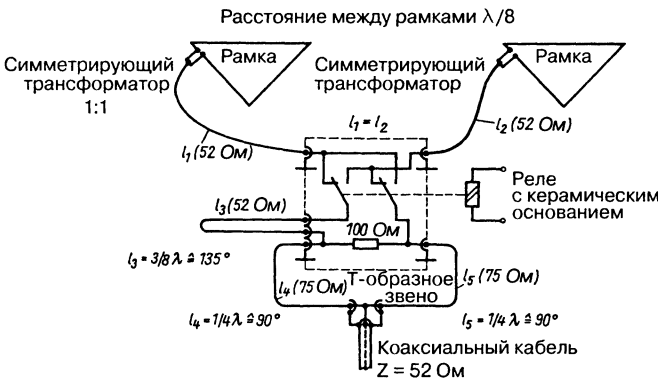 Расстояние между рамками λ/8
Рамка
Рамка
Симметрирующий
трансформатор
1:1
Симметрирующий
трансформатор
l₁ = l₂
l₁ (52 Ом)
l₂ (52 Ом)
Реле
с керамическим
основанием
l₃ (52 Ом)
100 Ом
l₃ = 3/8 λ ≙ 135°
l₄ (75 Ом)
Т-образное
звено
l₅ (75 Ом)
l₄ = 1/4 λ ≙ 90°
l₅ = 1/4 λ ≙ 90°
Коаксиальный кабель
Z = 52 Ом